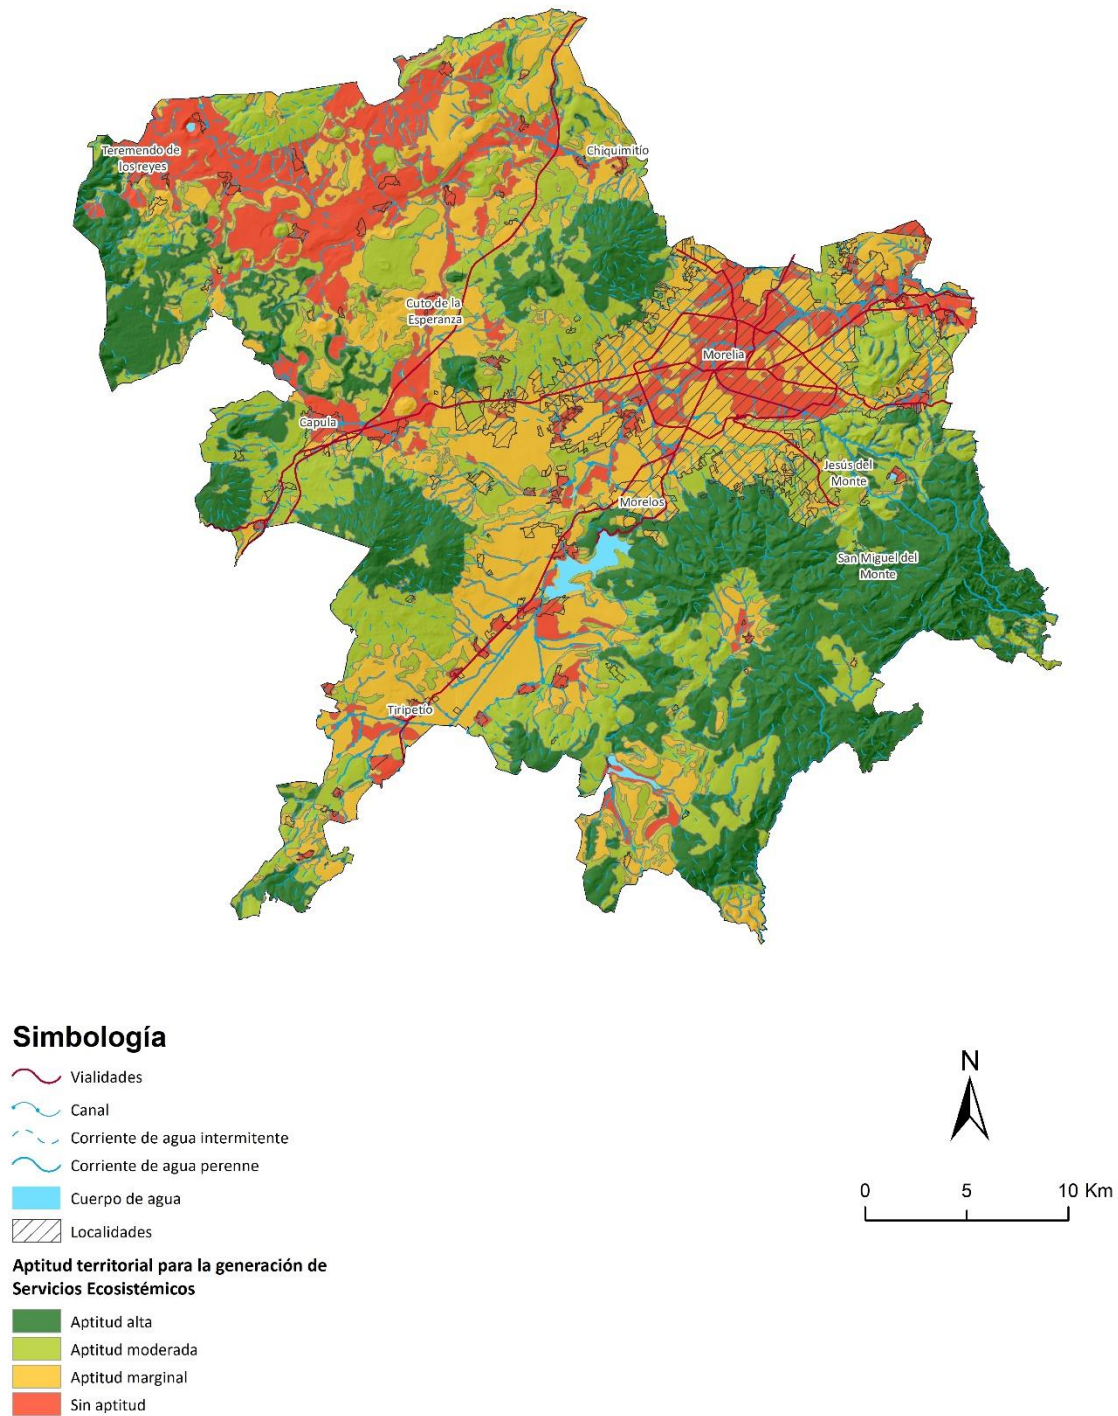 Teremendo de
los reyes
Chiquimitío
Cuto de la
Esperanza
Morelia
Capula
Jesús del
Monte
Morelos
San Miguel del
Monte
Tiripetío
Simbología
Vialidades
Canal
Corriente de agua intermitente
Corriente de agua perenne
Cuerpo de agua
Localidades
Aptitud territorial para la generación de
Servicios Ecosistémicos
Aptitud alta
Aptitud moderada
Aptitud marginal
Sin aptitud
N
0 5 10 Km